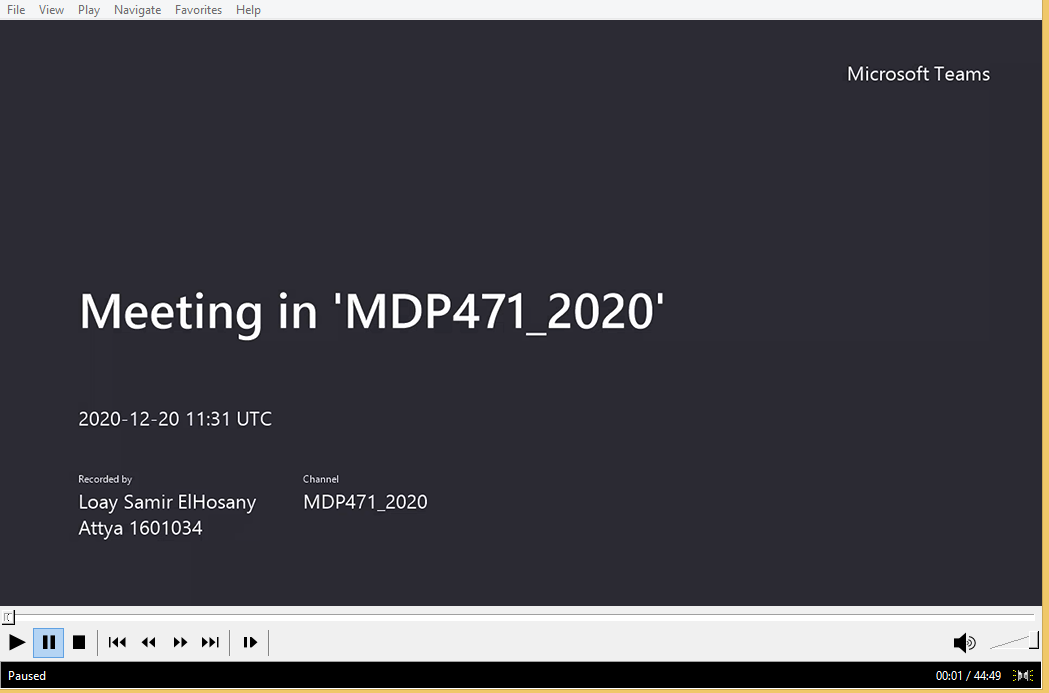 File View Play Navigate Favorites Help
Microsoft Teams
Meeting in 'MDP471_2020'
2020-12-20 11:31 UTC
Recorded by
Loay Samir ElHosany
Attya 1601034
Channel
MDP471_2020
Paused
00:01 / 44:49